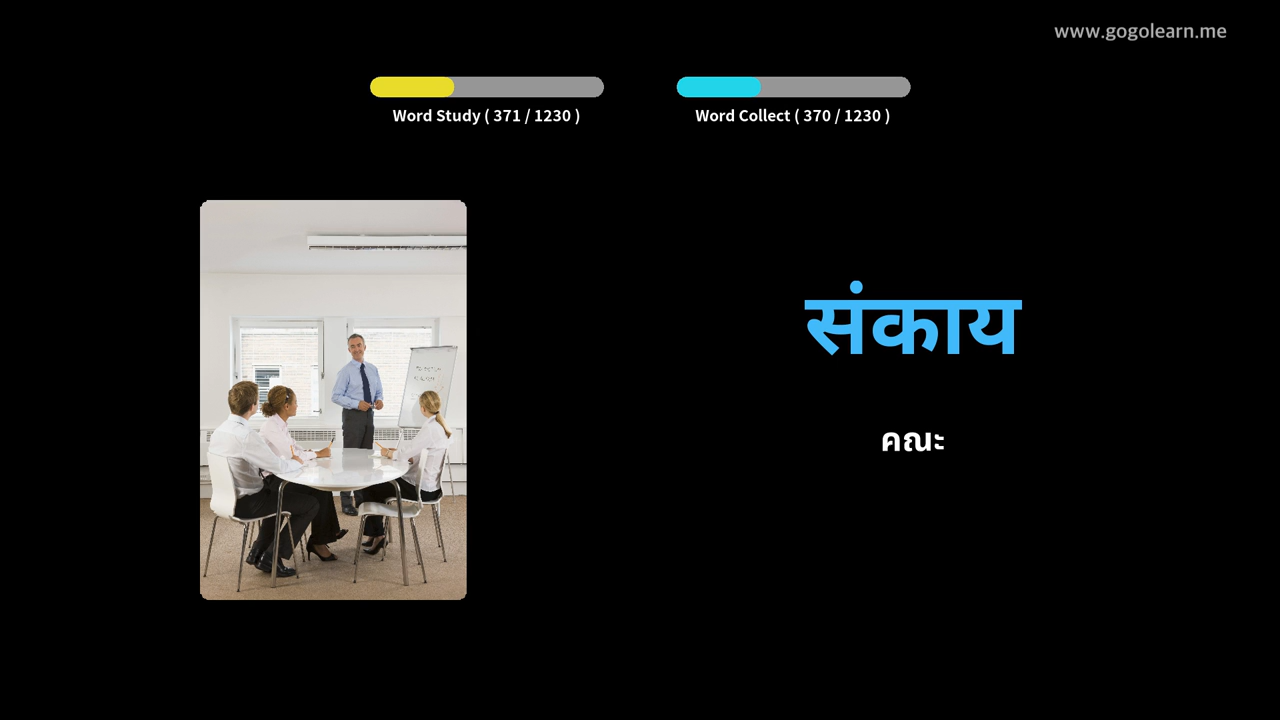 www.gogolearn.me
Word Study ( 371 / 1230 )
Word Collect ( 370 / 1230 )
संकाय
คณะ